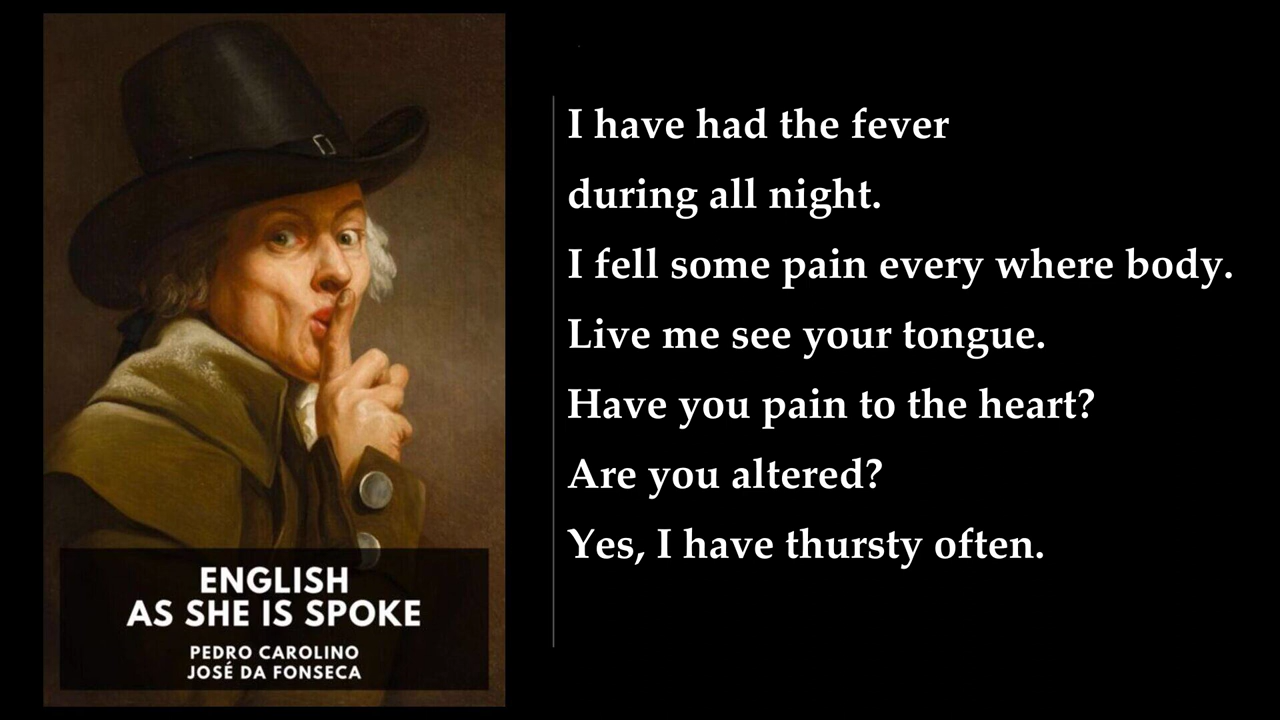 I have had the fever
during all night.
I fell some pain every where body.
Live me see your tongue.
Have you pain to the heart?
Are you altered?
Yes, I have thursty often.
ENGLISH
AS SHE IS SPOKE
PEDRO CAROLINO
JOSÉ DA FONSECA